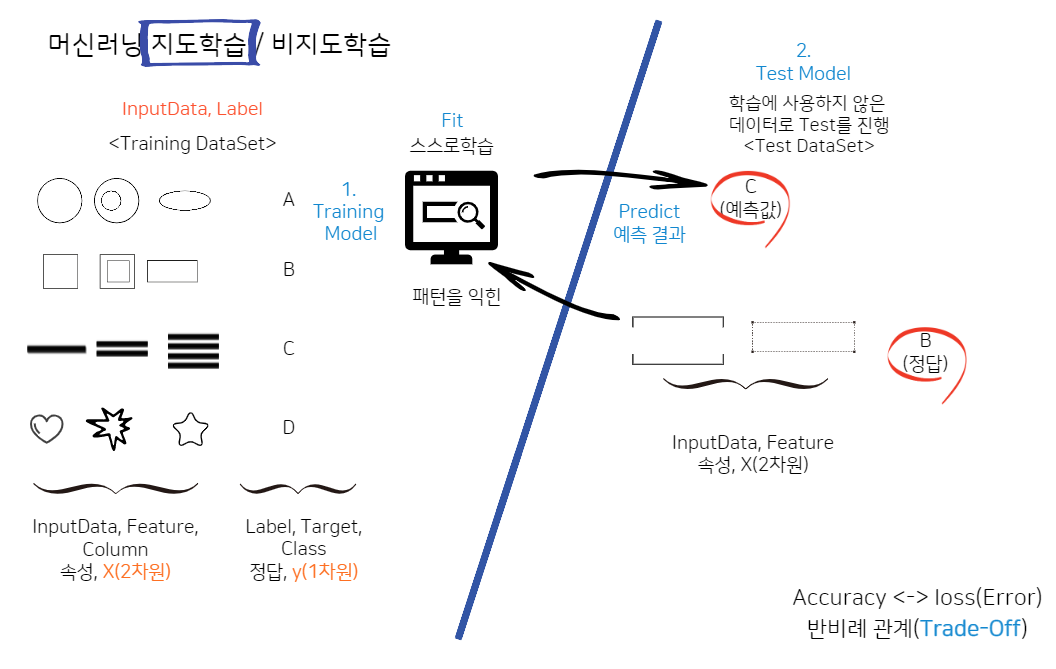 머신러닝 지도학습 / 비지도학습
InputData, Label
<Training DataSet>
A
B
C
D
InputData, Feature,
Column
속성, X(2차원)
Label, Target,
Class
정답, y(1차원)
1.
Training
Model
Fit
스스로학습
패턴을 익힌
2.
Test Model
학습에 사용하지 않은
데이터로 Test를 진행
<Test DataSet>
Predict
예측 결과
C
(예측값)
B
(정답)
InputData, Feature
속성, X(2차원)
Accuracy <-> loss(Error)
반비례 관계(Trade-Off)